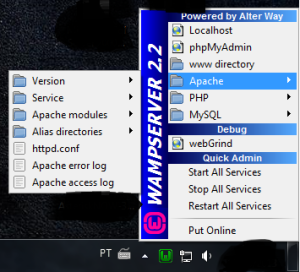 Powered by Alter Way
Localhost
phpMyAdmin
www directory
Apache
PHP
MySQL
Debug
webGrind
Quick Admin
Start All Services
Stop All Services
Restart All Services
Put Online
WAMPSERVER 2.2
Version
Service
Apache modules
Alias directories
httpd.conf
Apache error log
Apache access log
PT